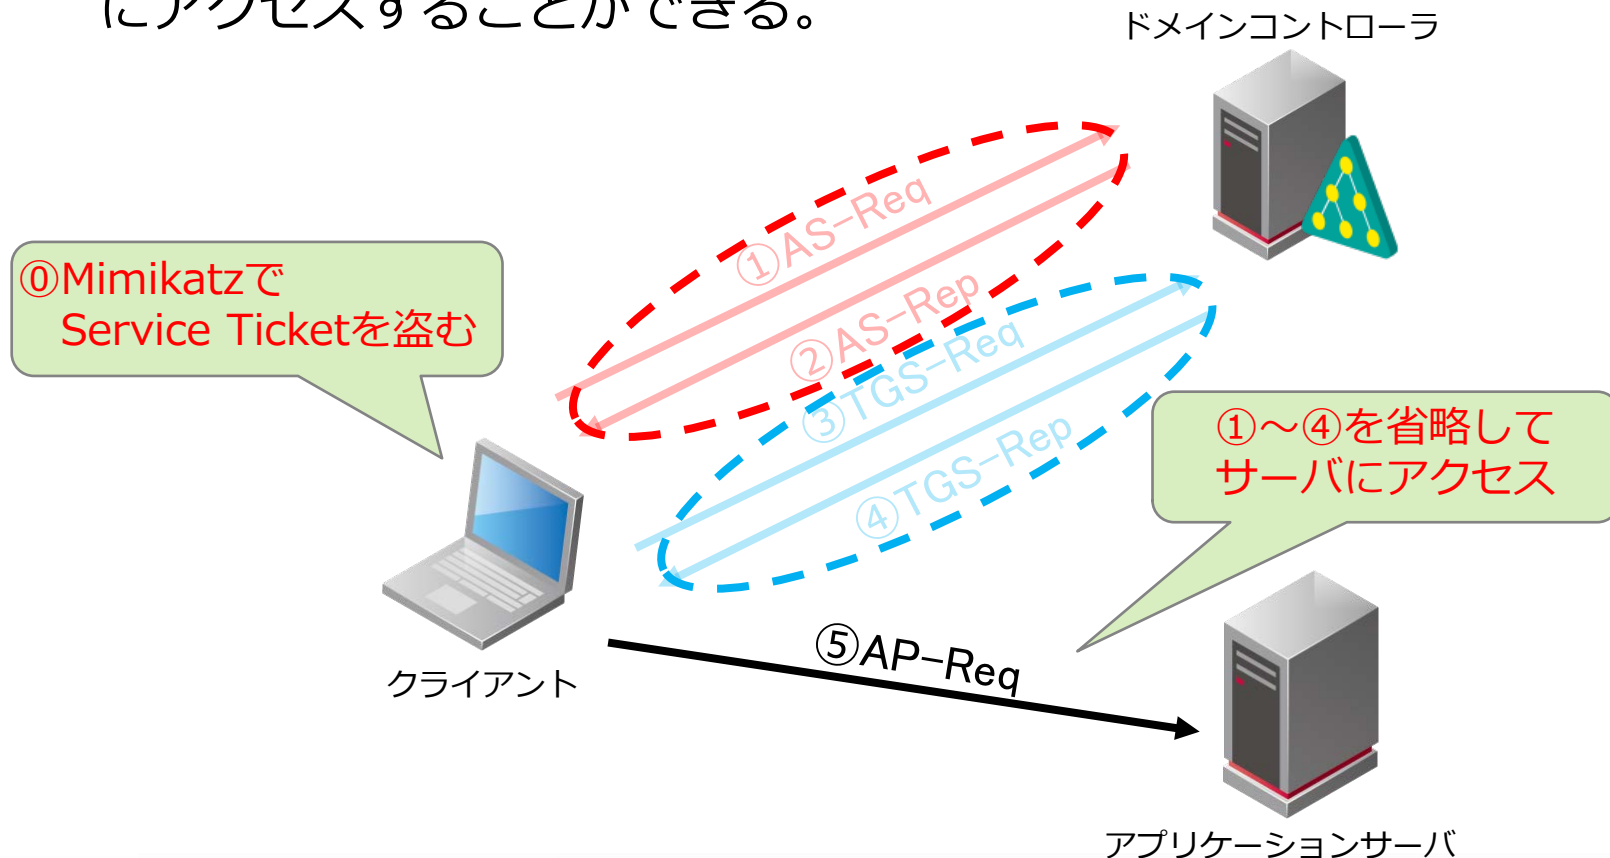 にアクセスすることができる。
ドメインコントローラ
①AS-Req
⓪Mimikatzで
Service Ticketを盗む
②AS-Rep
③TGS-Req
④TGS-Rep
①～④を省略して
サーバにアクセス
⑤AP-Req
クライアント
アプリケーションサーバ